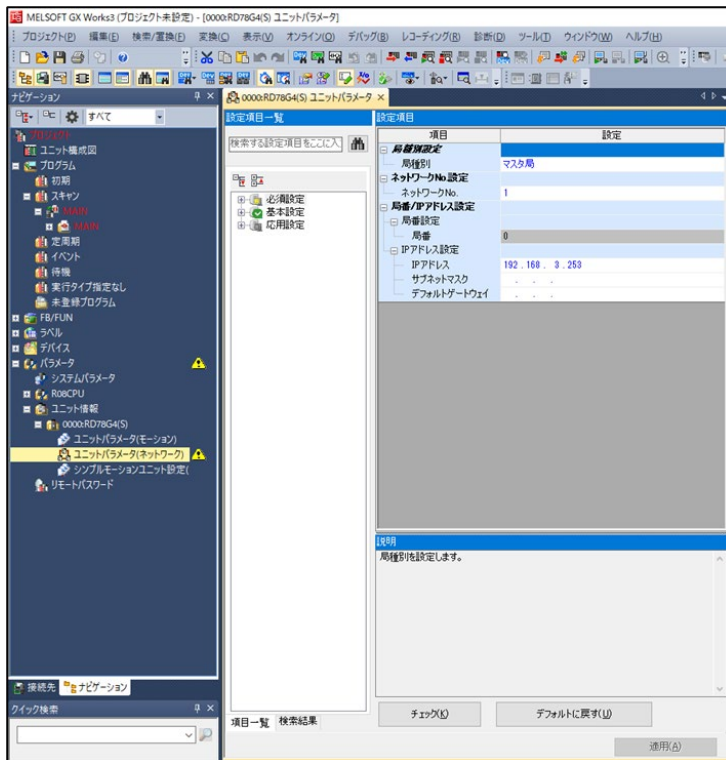 MELSOFT GX Works3 (プロジェクト未設定) - [0000:RD78G4(S) ユニットパラメータ]
プロジェクト(P) 編集(E) 検索/置換(F) 変換(C) 表示(V) オンライン(O) デバッグ(B) レコーディング(R) 診断(D) ツール(T) ウィンドウ(W) ヘルプ(H)
ナビゲーション
すべて
プロジェクト
ユニット構成図
プログラム
初期
スキャン
MAIN
MAIN
定周期
イベント
待機
実行タイプ指定なし
未登録プログラム
FB/FUN
ラベル
デバイス
パラメータ
システムパラメータ
R08CPU
ユニット情報
0000:RD78G4(S)
ユニットパラメータ(モーション)
ユニットパラメータ(ネットワーク)
シンプルモーションユニット設定(
リモートパスワード
接続先 ナビゲーション
クイック検索
0000:RD78G4(S) ユニットパラメータ
設定項目一覧
検索する設定項目をここに入
必須設定
基本設定
応用設定
項目一覧 検索結果
設定項目
項目 設定
局種別設定
局種別 マスタ局
ネットワークNo.設定
ネットワークNo. 1
局番/IPアドレス設定
局番設定
局番 0
IPアドレス設定
IPアドレス 192 . 168 . 3 . 253
サブネットマスク . . .
デフォルトゲートウェイ . . .
説明
局種別を設定します。
チェック(K) デフォルトに戻す(U)
適用(A)